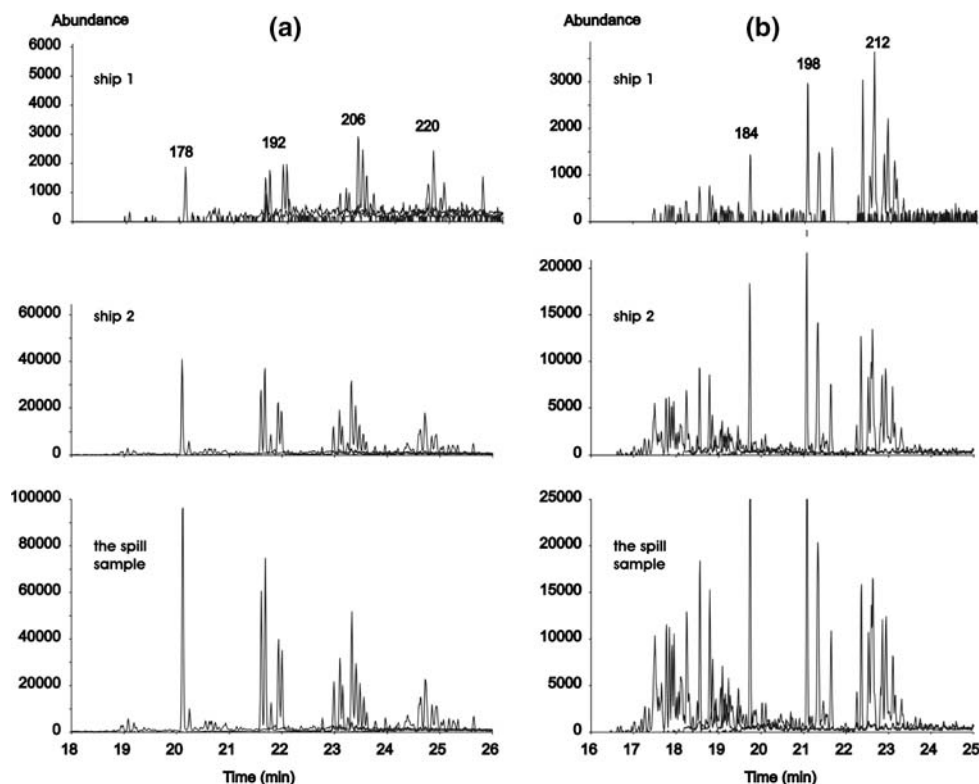 Abundance (a)
6000
5000
4000
3000
2000
1000
0
ship 1
178
192
206
220
60000
40000
20000
0
ship 2
100000
80000
60000
40000
20000
0
the spill
sample
18 19 20 21 22 23 24 25 26
Time (min)
Abundance (b)
3000
2000
1000
0
ship 1
184
198
212
20000
15000
10000
5000
0
ship 2
25000
20000
15000
10000
5000
0
the spill
sample
16 17 18 19 20 21 22 23 24 25
Time (min)